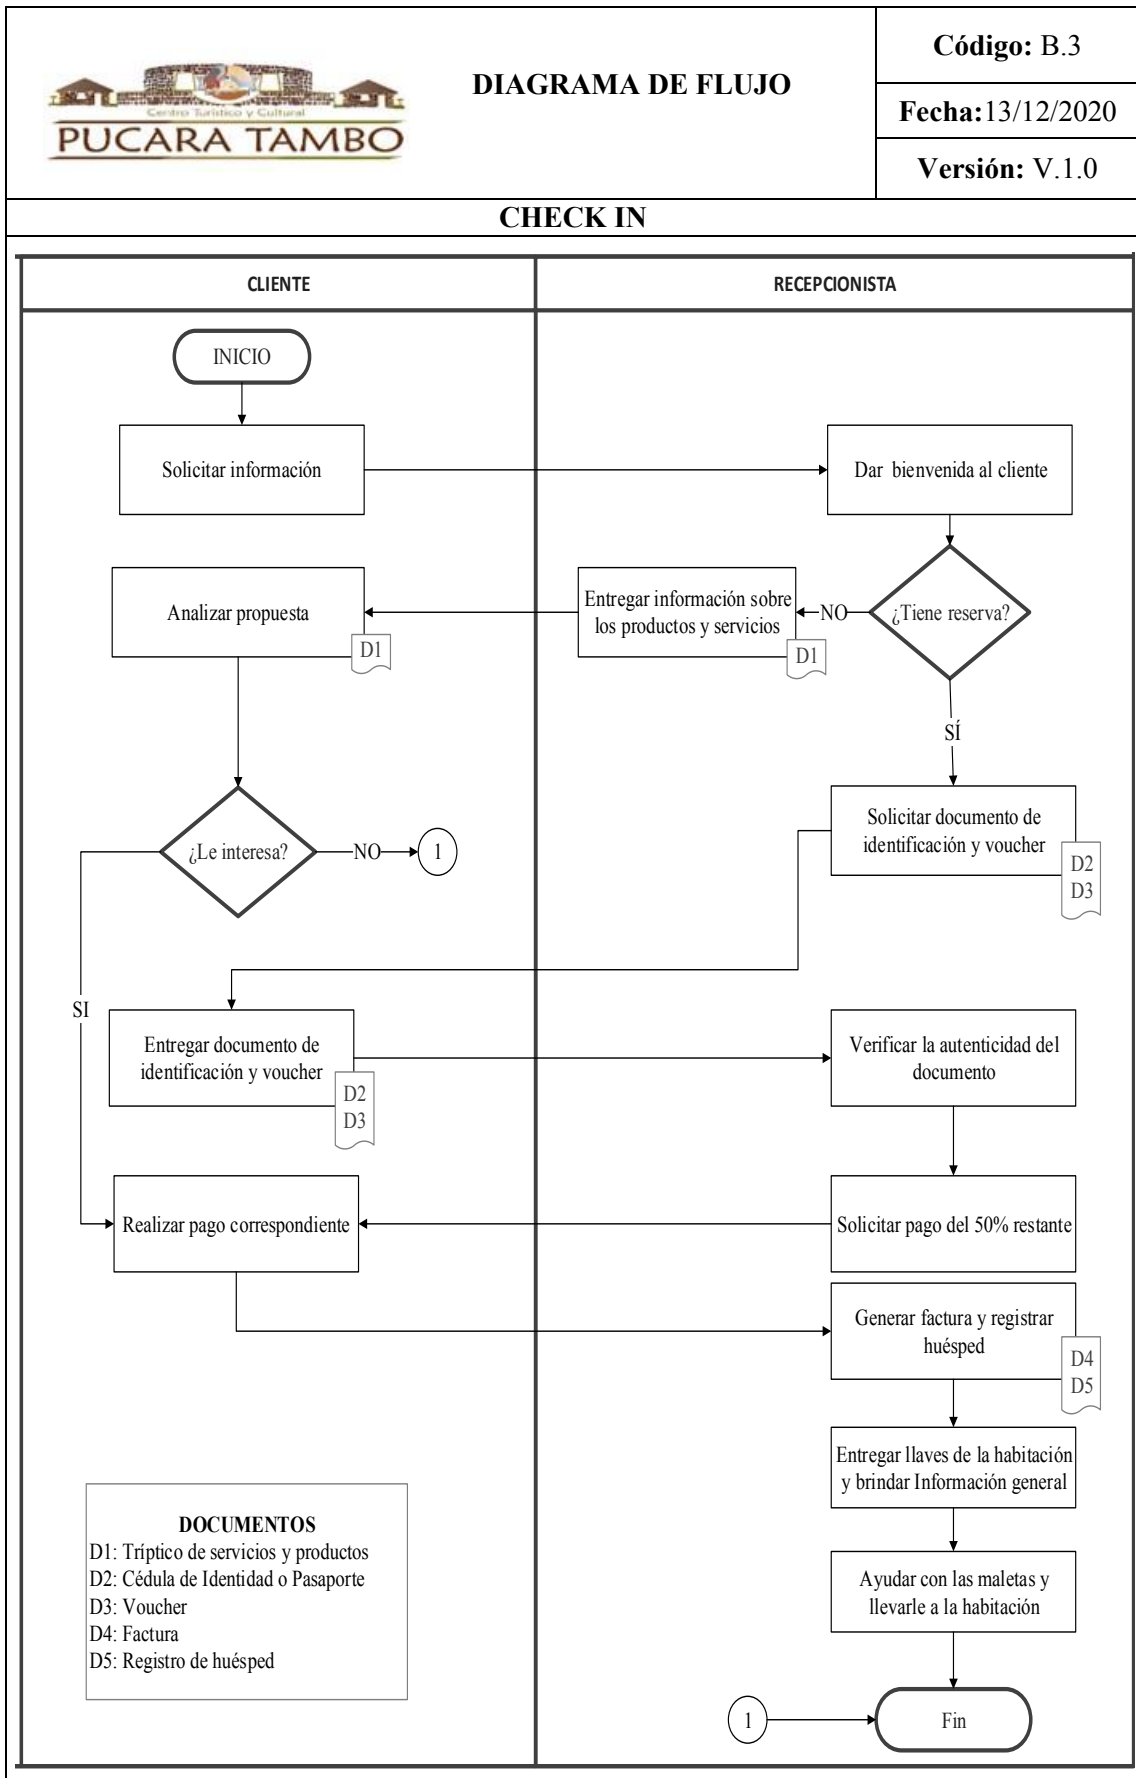 Centro Turístico y Cultural
PUCARA TAMBO
DIAGRAMA DE FLUJO
Código: B.3
Fecha:13/12/2020
Versión: V.1.0
CHECK IN
CLIENTE
RECEPCIONISTA
INICIO
Solicitar información
Dar bienvenida al cliente
Analizar propuesta
D1
Entregar información sobre
los productos y servicios
D1
NO
¿Tiene reserva?
SÍ
Solicitar documento de
identificación y voucher
D2
D3
¿Le interesa?
NO
1
SI
Entregar documento de
identificación y voucher
D2
D3
Verificar la autenticidad del
documento
Realizar pago correspondiente
Solicitar pago del 50% restante
Generar factura y registrar
huésped
D4
D5
Entregar llaves de la habitación
y brindar Información general
DOCUMENTOS
D1: Tríptico de servicios y productos
D2: Cédula de Identidad o Pasaporte
D3: Voucher
D4: Factura
D5: Registro de huésped
Ayudar con las maletas y
llevarle a la habitación
1
Fin